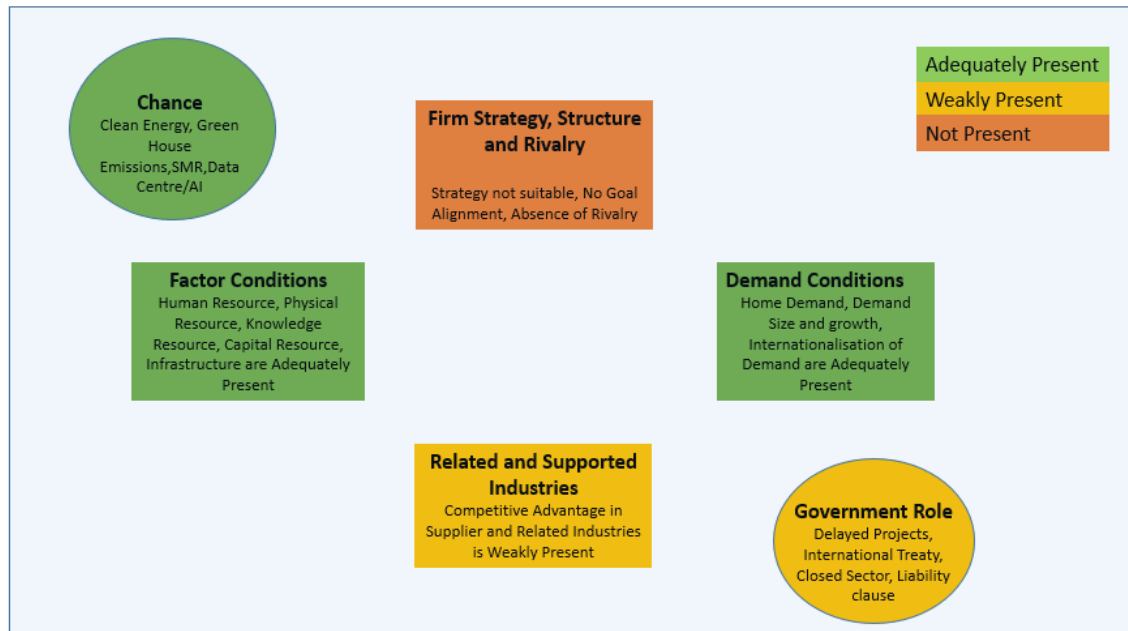 Chance
Clean Energy, Green
House
Emissions,SMR,Data
Centre/AI
Firm Strategy, Structure
and Rivalry
Strategy not suitable, No Goal
Alignment, Absence of Rivalry
Adequately Present
Weakly Present
Not Present
Factor Conditions
Human Resource, Physical
Resource, Knowledge
Resource, Capital Resource,
Infrastructure are Adequately
Present
Demand Conditions
Home Demand, Demand
Size and growth,
Internationalisation of
Demand are Adequately
Present
Related and Supported
Industries
Competitive Advantage in
Supplier and Related Industries
is Weakly Present
Government Role
Delayed Projects,
International Treaty,
Closed Sector, Liability
clause